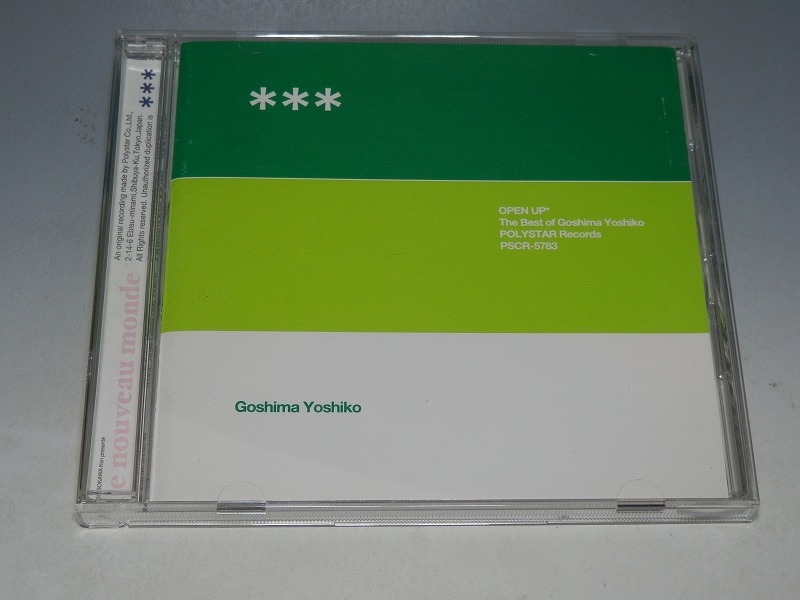 ***
OPEN UP*
The Best of Goshima Yoshiko
POLYSTAR Records
PSCR-5783
Goshima Yoshiko
***
An original recording made by Polystar Co.,Ltd.
2-14-6 Ebisu-minami,Shibuya-Ku,Tokyo,Japan.
All Rights reserved. Unauthorized duplication is
e nouveau monde
Ken presents